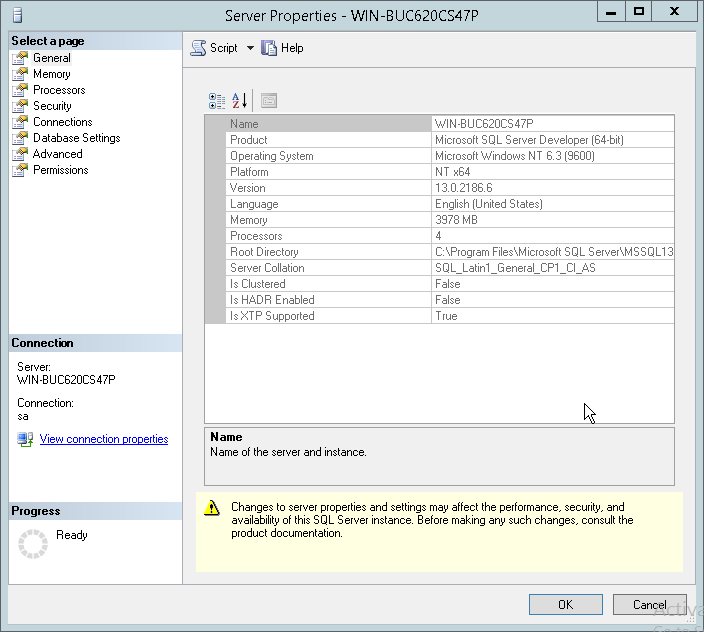 Server Properties - WIN-BUC620CS47P
Select a page
General
Memory
Processors
Security
Connections
Database Settings
Advanced
Permissions
Script
Help
Name WIN-BUC620CS47P
Product Microsoft SQL Server Developer (64-bit)
Operating System Microsoft Windows NT 6.3 (9600)
Platform NT x64
Version 13.0.2186.6
Language English (United States)
Memory 3978 MB
Processors 4
Root Directory C:\Program Files\Microsoft SQL Server\MSSQL13
Server Collation SQL_Latin1_General_CP1_CI_AS
Is Clustered False
Is HADR Enabled False
Is XTP Supported True
Connection
Server:
WIN-BUC620CS47P
Connection:
sa
View connection properties
Name
Name of the server and instance.
Progress
Ready
Changes to server properties and settings may affect the performance, security, and
availability of this SQL Server instance. Before making any such changes, consult the
product documentation.
OK
Cancel